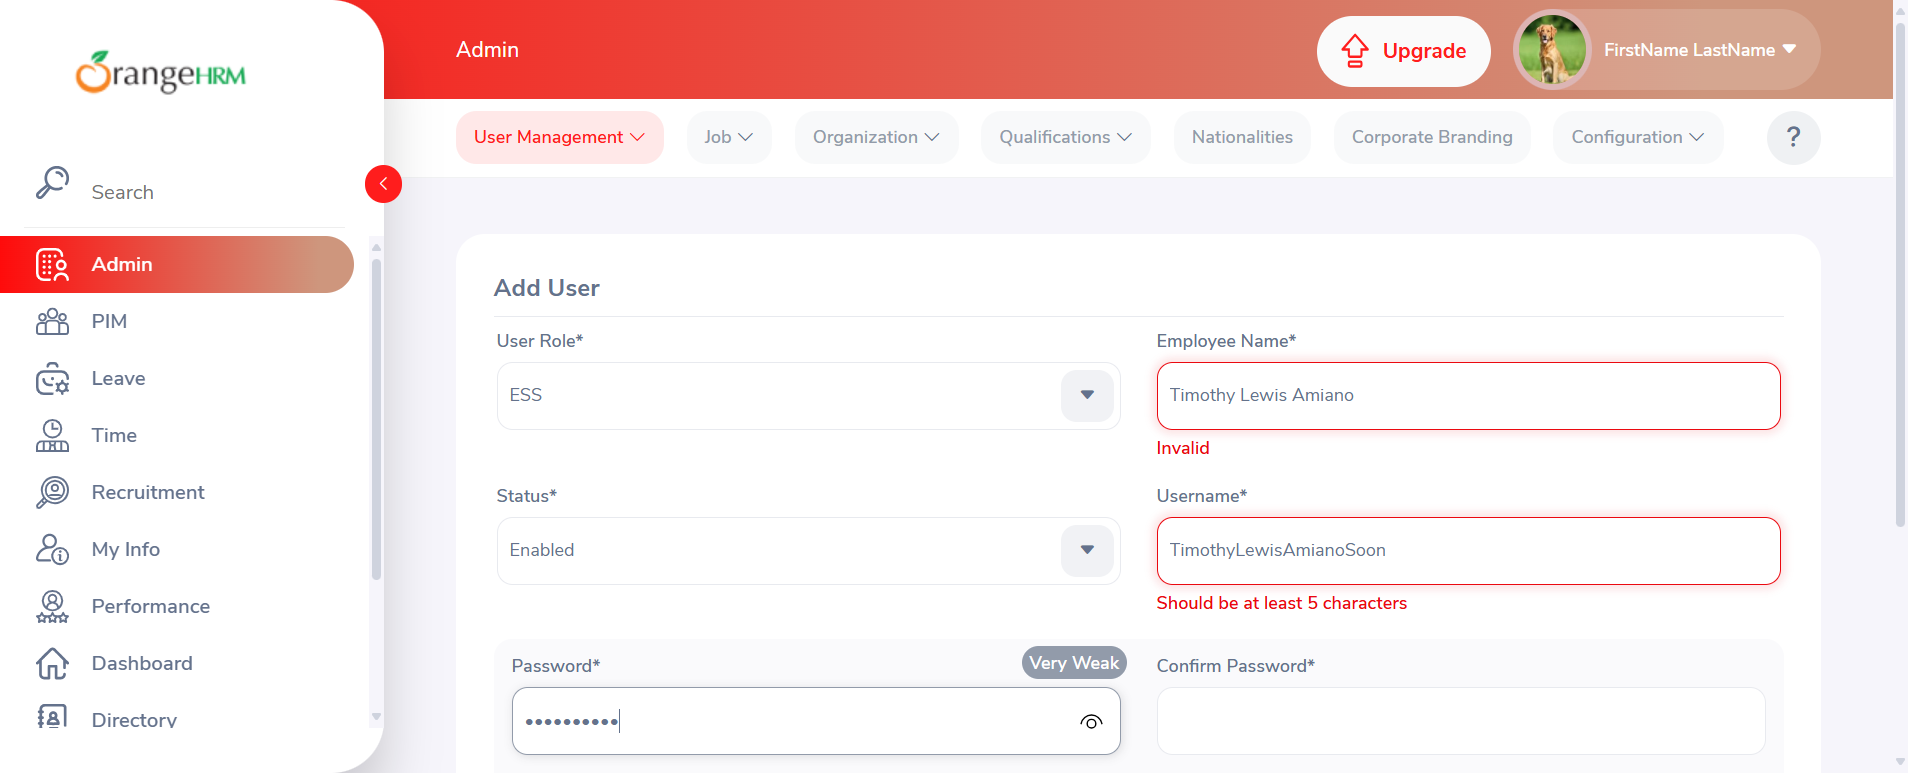 OrangeHRM
Admin
Upgrade
FirstName LastName
User Management
Job
Organization
Qualifications
Nationalities
Corporate Branding
Configuration
?
Search
Admin
PIM
Leave
Time
Recruitment
My Info
Performance
Dashboard
Directory
Add User
User Role*
Employee Name*
ESS
Timothy Lewis Amiano
Invalid
Status*
Username*
Enabled
TimothyLewisAmianoSoon
Should be at least 5 characters
Password*
Very Weak
Confirm Password*
••••••••••